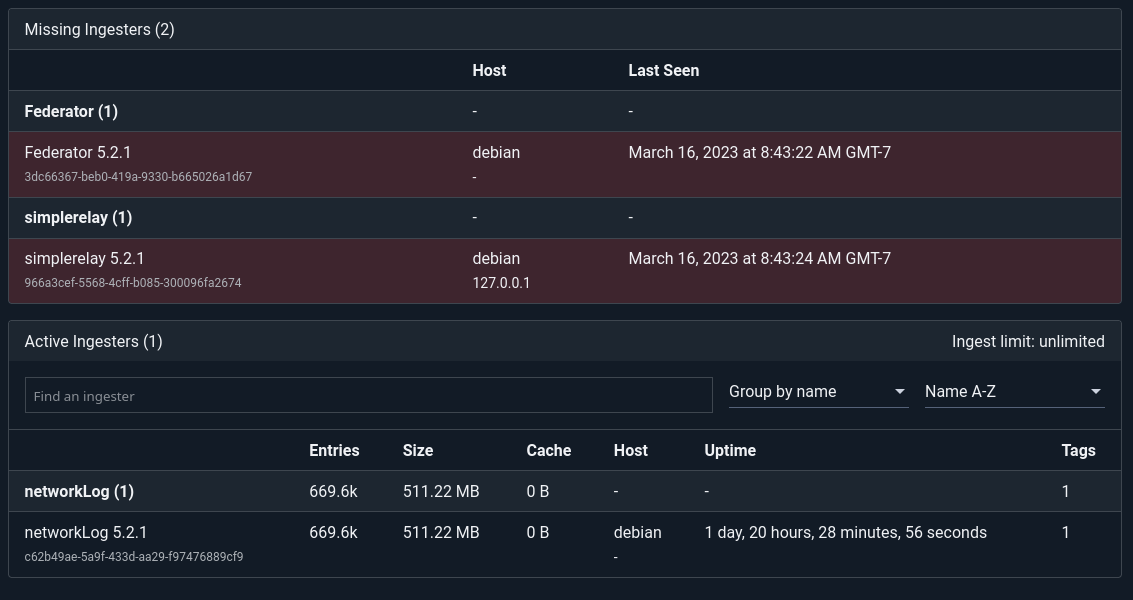 Missing Ingesters (2)
Host Last Seen
Federator (1) - -
Federator 5.2.1 debian March 16, 2023 at 8:43:22 AM GMT-7
3dc66367-beb0-419a-9330-b665026a1d67 -
simplerelay (1) - -
simplerelay 5.2.1 debian March 16, 2023 at 8:43:24 AM GMT-7
966a3cef-5568-4cff-b085-300096fa2674 127.0.0.1
Active Ingesters (1) Ingest limit: unlimited
Find an ingester Group by name Name A-Z
Entries Size Cache Host Uptime Tags
networkLog (1) 669.6k 511.22 MB 0 B - - 1
networkLog 5.2.1 669.6k 511.22 MB 0 B debian 1 day, 20 hours, 28 minutes, 56 seconds 1
c62b49ae-5a9f-433d-aa29-f97476889cf9 -